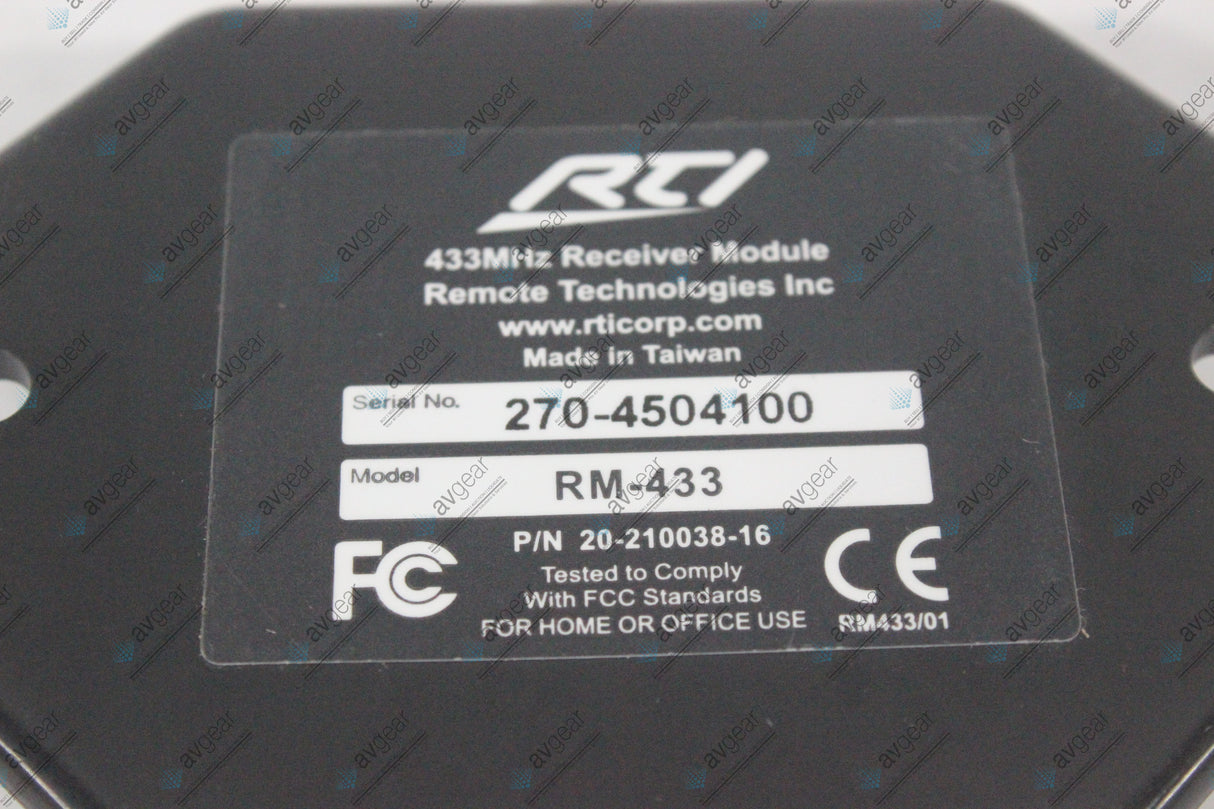 RTI
433MHz Receiver Module
Remote Technologies Inc
www.rticorp.com
Made in Taiwan
Serial No. 270-4504100
Model RM-433
P/N 20-210038-16
FC CE
Tested to Comply
With FCC Standards
FOR HOME OR OFFICE USE
RM433/01
avgear